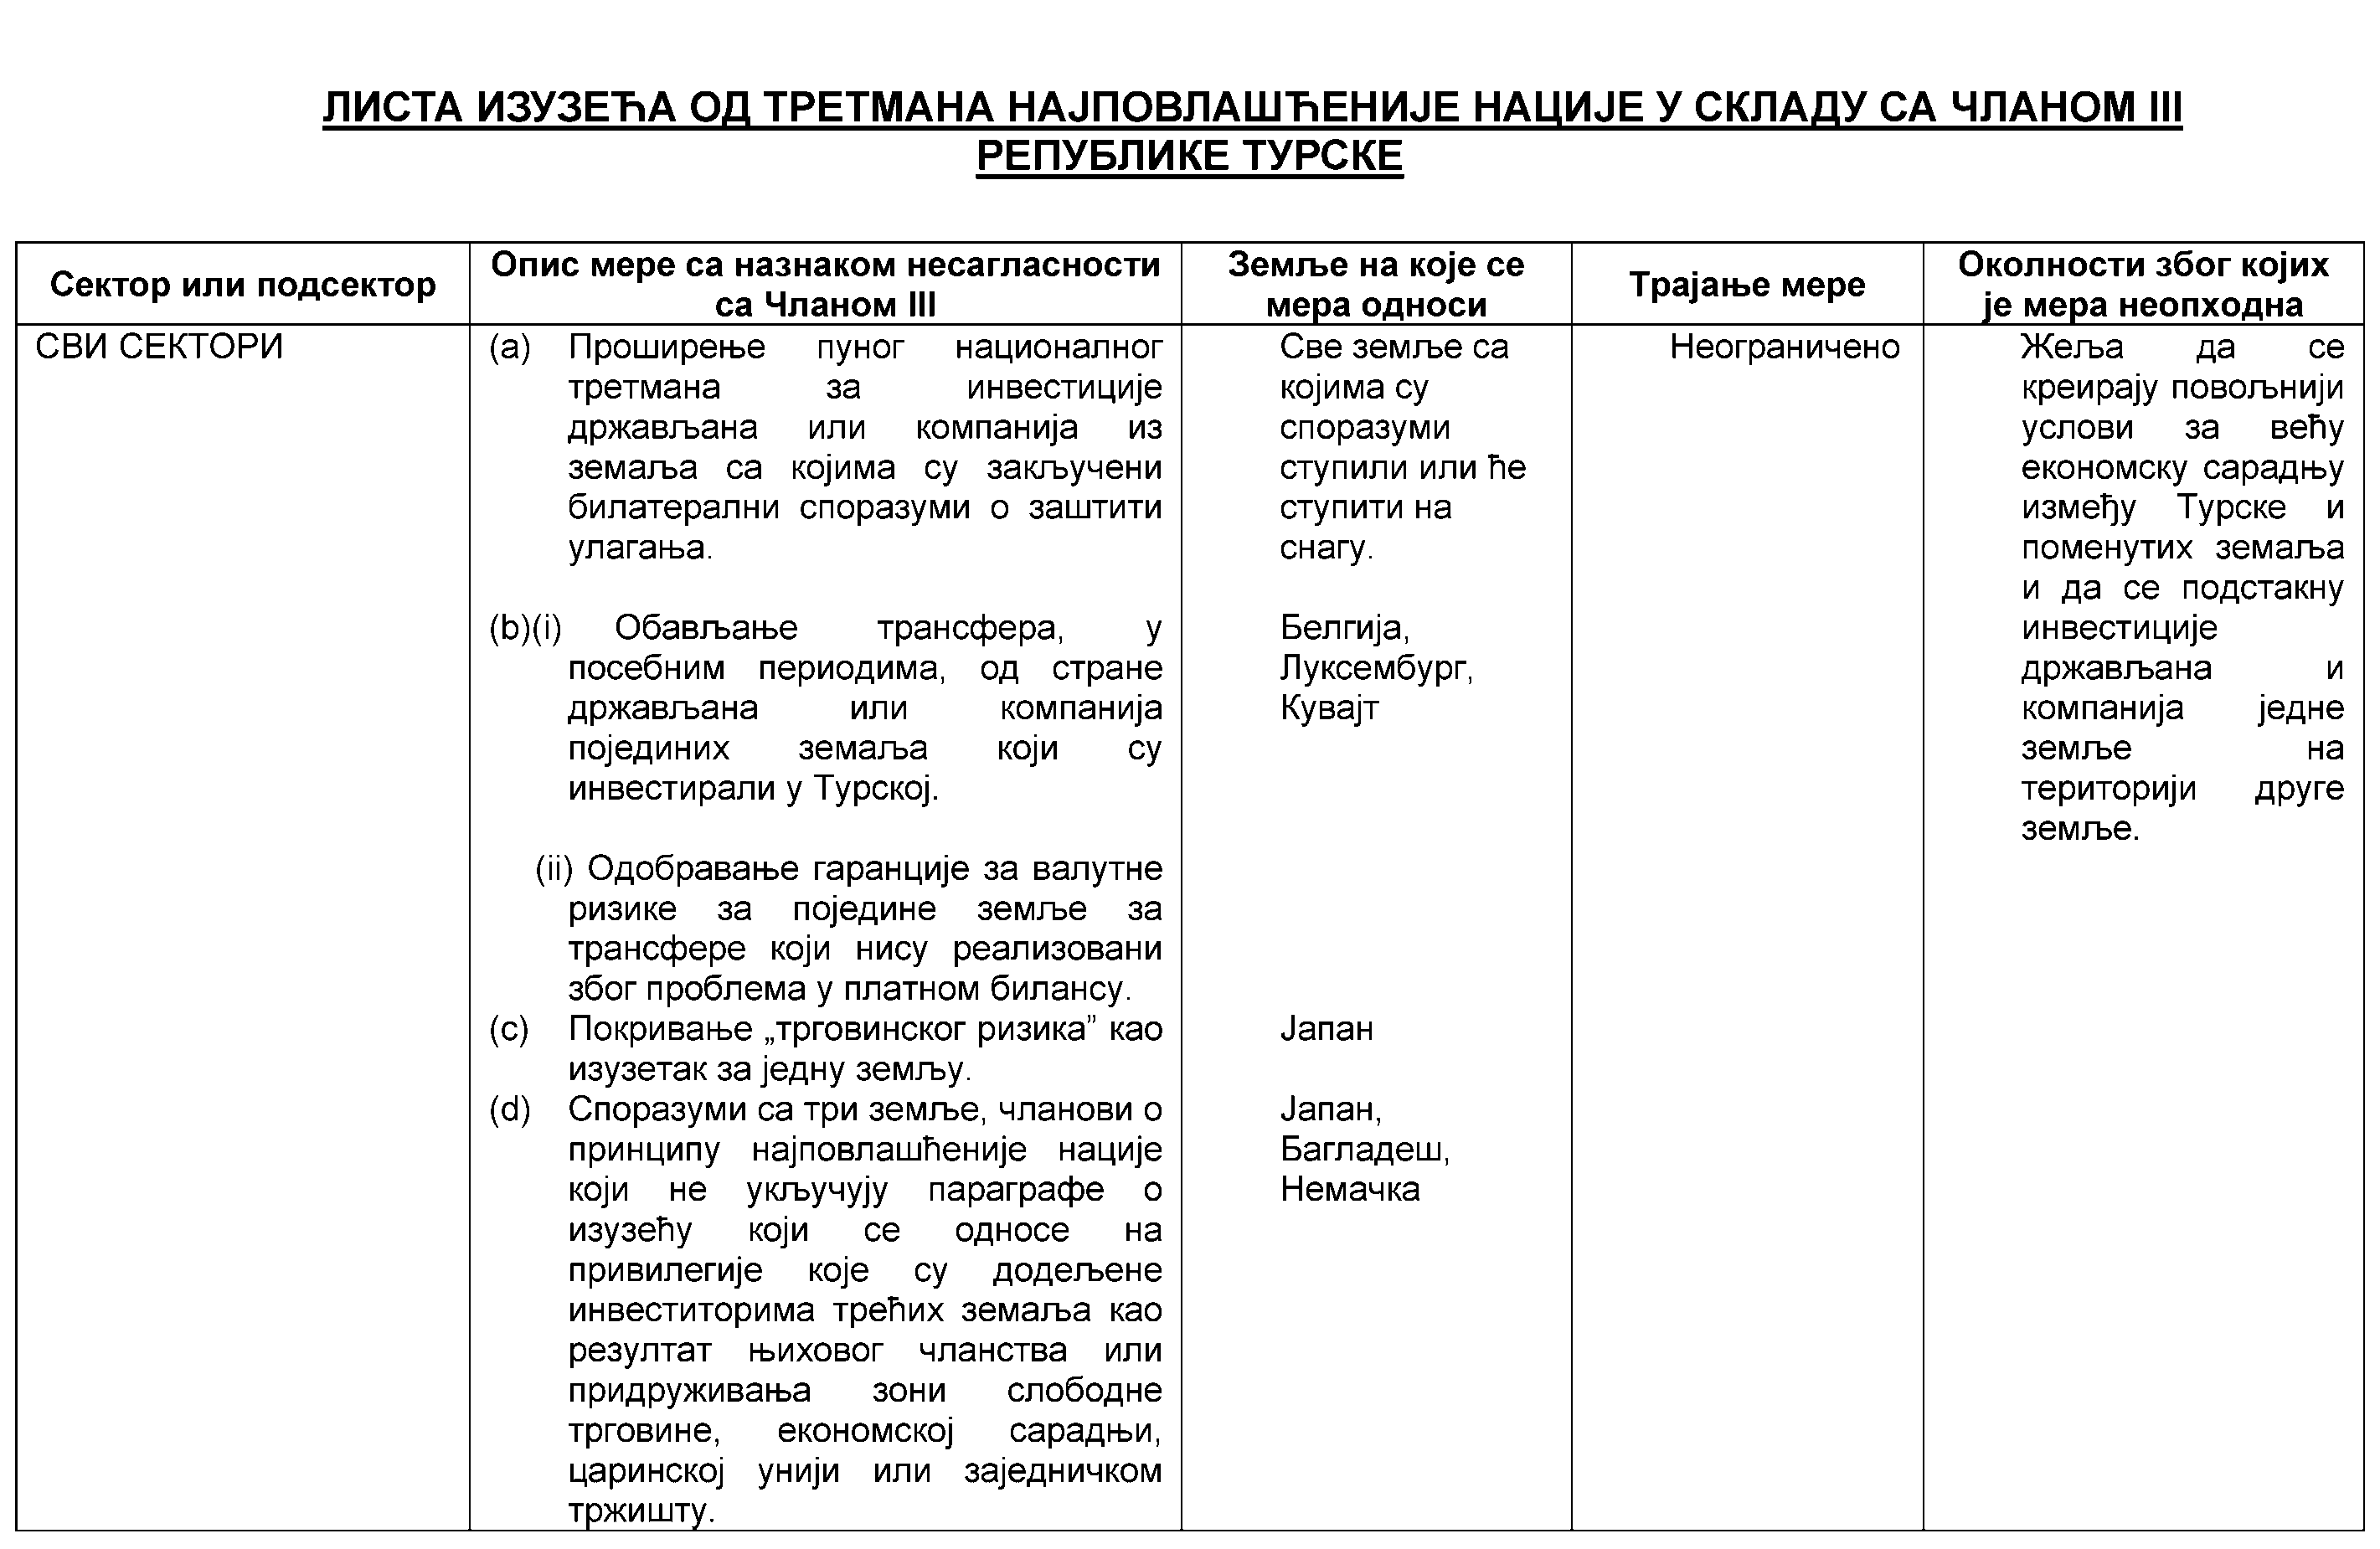 ЛИСТА ИЗУЗЕЋА ОД ТРЕТМАНА НАЈПОВЛАШЋЕНИЈЕ НАЦИЈЕ У СКЛАДУ СА ЧЛАНОМ III
РЕПУБЛИКЕ ТУРСКЕ
Сектор или подсектор
Опис мере са назнаком несагласности
са Чланом III
Земље на које се
мера односи
Трајање мере
Околности због којих
је мера неопходна
СВИ СЕКТОРИ
(a) Проширење пуног националног
третмана за инвестиције
држављана или компанија из
земаља са којима су закључени
билатерални споразуми о заштити
улагања.
(b)(i) Обављање трансфера, у
посебним периодима, од стране
држављана или компанија
појединих земаља који су
инвестирали у Турској.
(ii) Одобравање гаранције за валутне
ризике за поједине земље за
трансфере који нису реализовани
због проблема у платном билансу.
(c) Покривање „трговинског ризика” као
изузетак за једну земљу.
(d) Споразуми са три земље, чланови о
принципу најповлашћеније нације
који не укључују параграфе о
изузећу који се односе на
привилегије које су додељене
инвеститорима трећих земаља као
резултат њиховог чланства или
придруживања зони слободне
трговине, економској сарадњи,
царинској унији или заједничком
тржишту.
Све земље са
којима су
споразуми
ступили или ће
ступити на
снагу.
Белгија,
Луксембург,
Кувајт
Јапан
Јапан,
Багладеш,
Немачка
Неограничено
Жеља да се
креирају повољнији
услови за већу
економску сарадњу
између Турске и
поменутих земаља
и да се подстакну
инвестиције
држављана и
компанија једне
земље на
територији друге
земље.